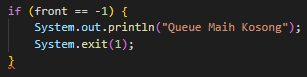 if (front == -1) {
System.out.println("Queue Maih Kosong");
System.exit(1);
}